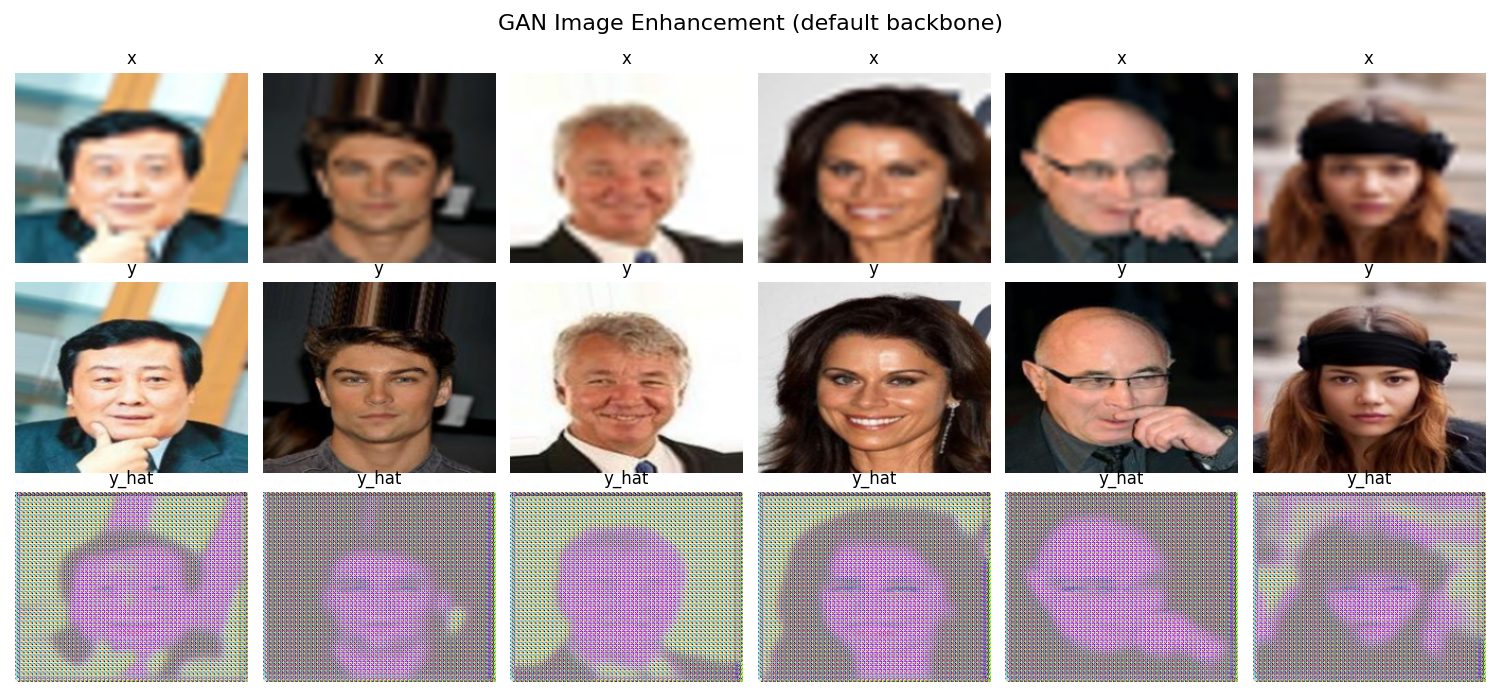 GAN Image Enhancement (default backbone)
x x x x x x
y y y y y y
y_hat y_hat y_hat y_hat y_hat y_hat